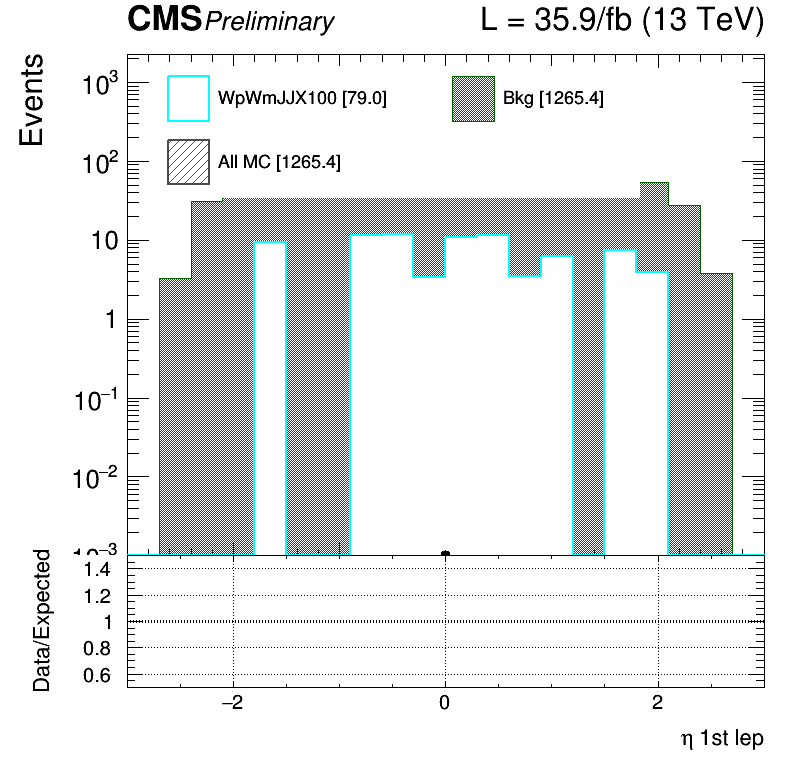 CMS Preliminary L = 35.9/fb (13 TeV)
Events
10³
WpWmJJX100 [79.0]
Bkg [1265.4]
10²
All MC [1265.4]
10
1
10⁻¹
10⁻²
10⁻³
Data/Expected
1.4
1.2
1
0.8
0.6
−2 0 2
η 1st lep